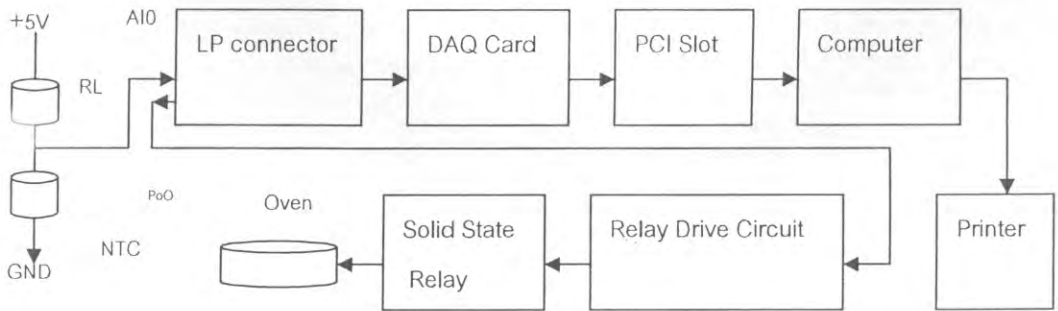 +5V
AI0
LP connector
DAQ Card
PCI Slot
Computer
RL
PoO
Oven
Solid State
Relay
Relay Drive Circuit
Printer
NTC
GND